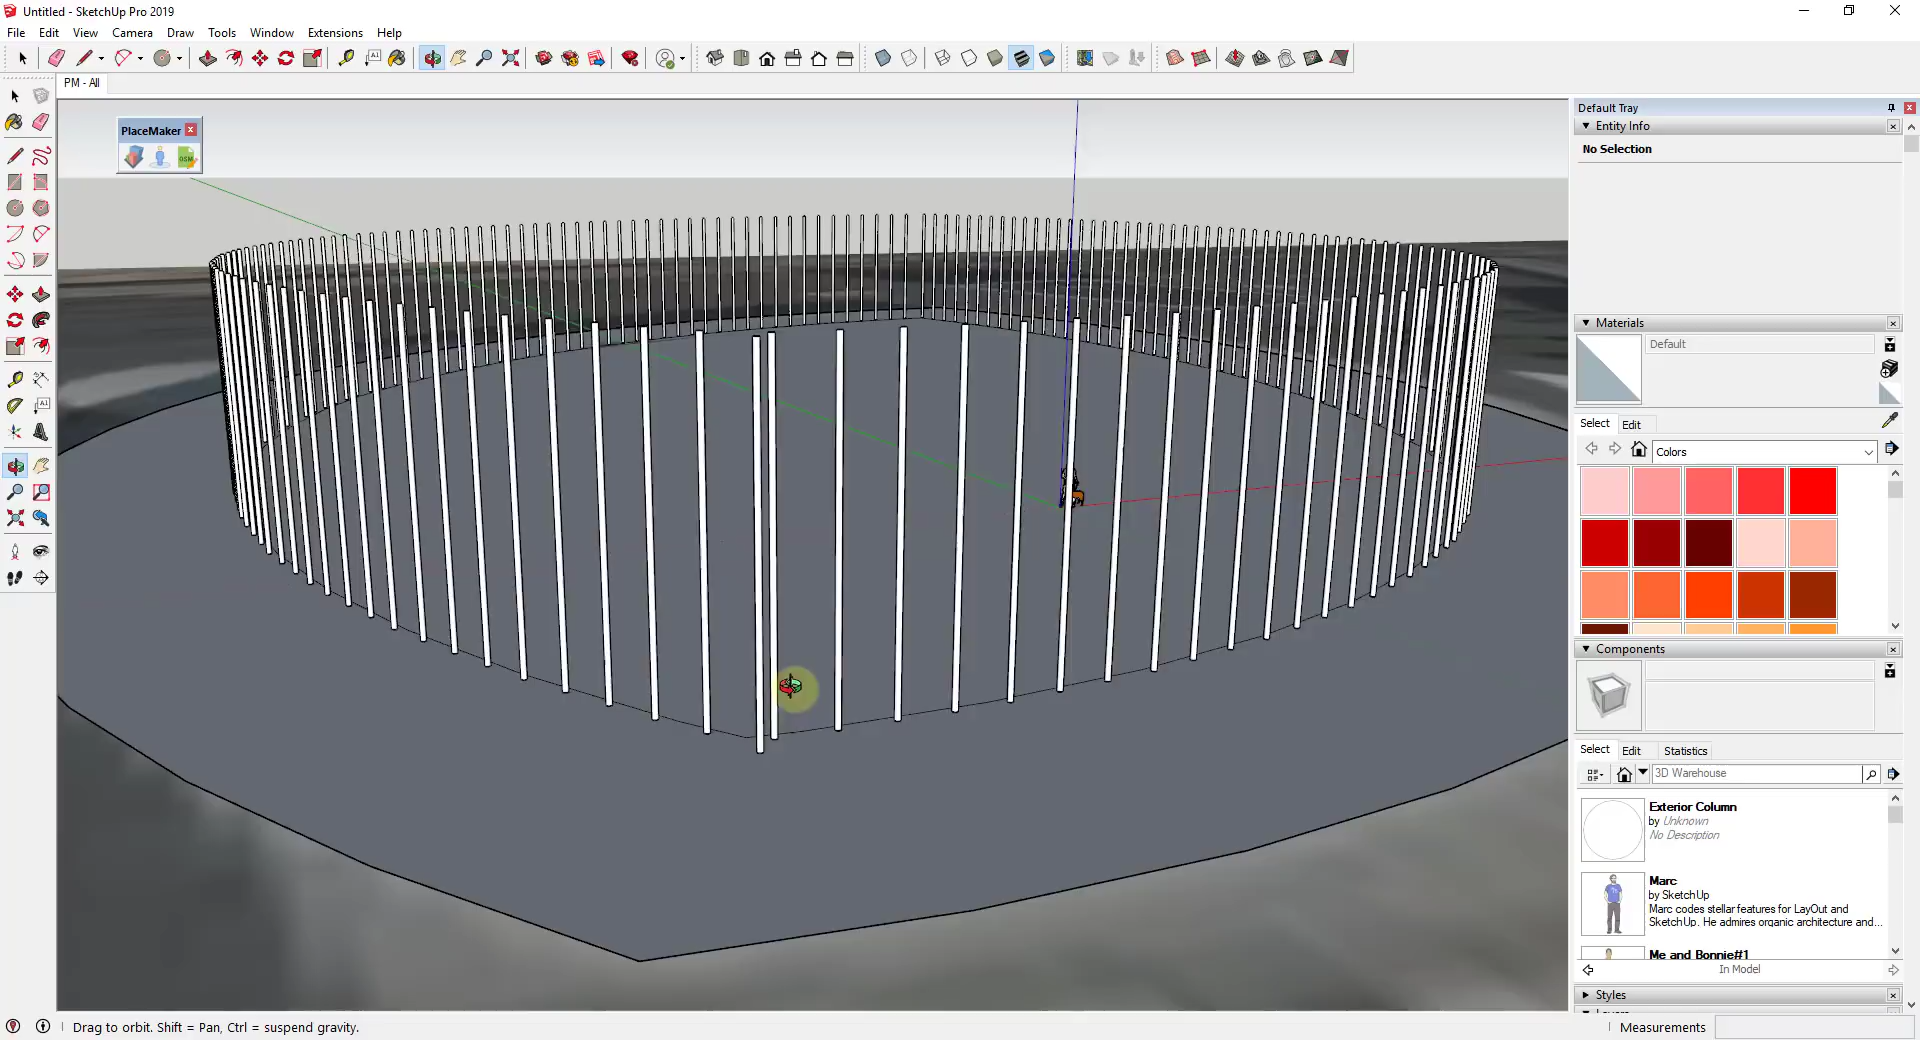 Untitled - SketchUp Pro 2019
File Edit View Camera Draw Tools Window Extensions Help
PM - All
PlaceMaker
Default Tray
Entity Info
No Selection
Materials
Default
Select Edit
Colors
Components
Select Edit Statistics
3D Warehouse
Exterior Column
by Unknown
No Description
Marc
by SketchUp
Marc codes stellar features for LayOut and
SketchUp. He admires organic architecture and...
Me and Bonnie#1
In Model
Styles
Drag to orbit. Shift = Pan, Ctrl = suspend gravity.
Measurements